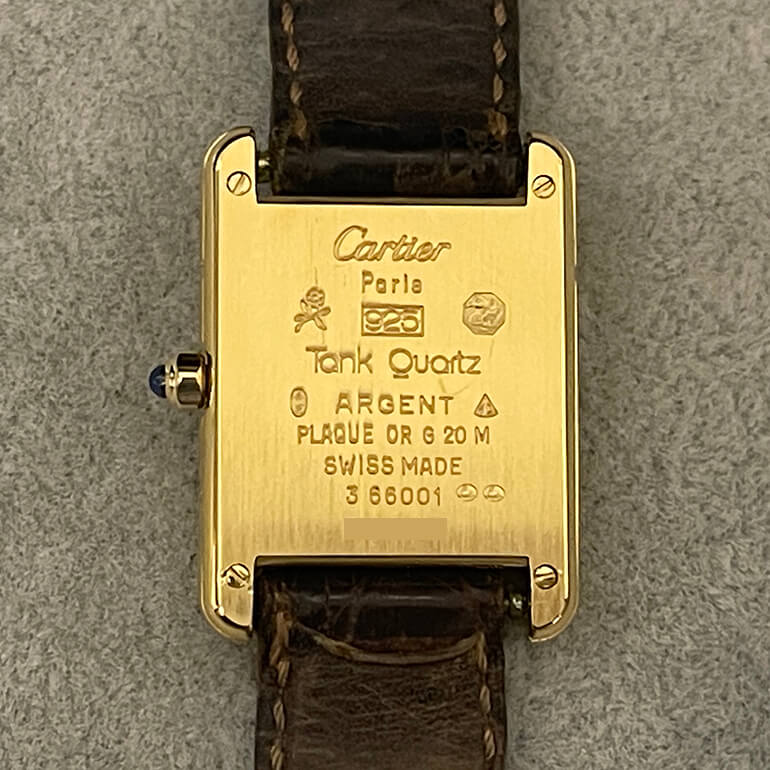 Cartier
Paris
925
Tank Quartz
ARGENT
PLAQUE OR G 20 M
SWISS MADE
3 66001